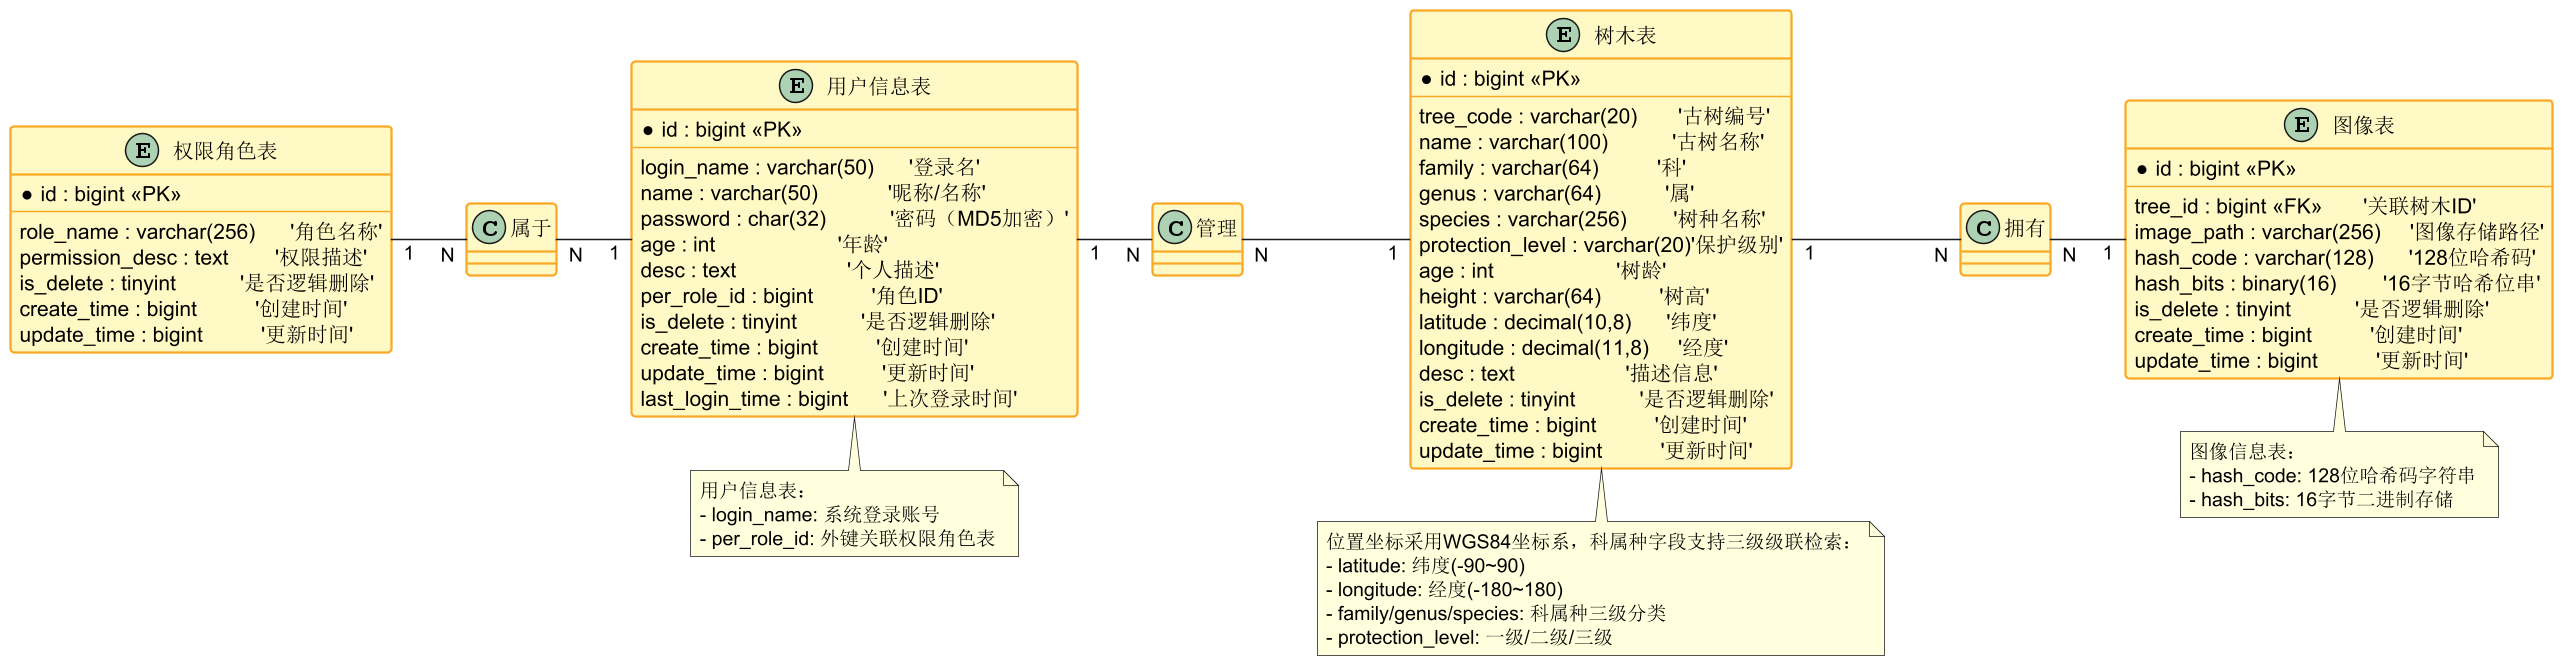 E 权限角色表
id : bigint «PK»
role_name : varchar(256) '角色名称'
permission_desc : text '权限描述'
is_delete : tinyint '是否逻辑删除'
create_time : bigint '创建时间'
update_time : bigint '更新时间'
1
N
C 属于
N
1
E 用户信息表
id : bigint «PK»
login_name : varchar(50) '登录名'
name : varchar(50) '昵称/名称'
password : char(32) '密码（MD5加密）'
age : int '年龄'
desc : text '个人描述'
per_role_id : bigint '角色ID'
is_delete : tinyint '是否逻辑删除'
create_time : bigint '创建时间'
update_time : bigint '更新时间'
last_login_time : bigint '上次登录时间'
用户信息表：
- login_name: 系统登录账号
- per_role_id: 外键关联权限角色表
1
N
C 管理
N
1
E 树木表
id : bigint «PK»
tree_code : varchar(20) '古树编号'
name : varchar(100) '古树名称'
family : varchar(64) '科'
genus : varchar(64) '属'
species : varchar(256) '树种名称'
protection_level : varchar(20)'保护级别'
age : int '树龄'
height : varchar(64) '树高'
latitude : decimal(10,8) '纬度'
longitude : decimal(11,8) '经度'
desc : text '描述信息'
is_delete : tinyint '是否逻辑删除'
create_time : bigint '创建时间'
update_time : bigint '更新时间'
位置坐标采用WGS84坐标系，科属种字段支持三级级联检索：
- latitude: 纬度(-90~90)
- longitude: 经度(-180~180)
- family/genus/species: 科属种三级分类
- protection_level: 一级/二级/三级
1
N
C 拥有
N
1
E 图像表
id : bigint «PK»
tree_id : bigint «FK» '关联树木ID'
image_path : varchar(256) '图像存储路径'
hash_code : varchar(128) '128位哈希码'
hash_bits : binary(16) '16字节哈希位串'
is_delete : tinyint '是否逻辑删除'
create_time : bigint '创建时间'
update_time : bigint '更新时间'
图像信息表：
- hash_code: 128位哈希码字符串
- hash_bits: 16字节二进制存储